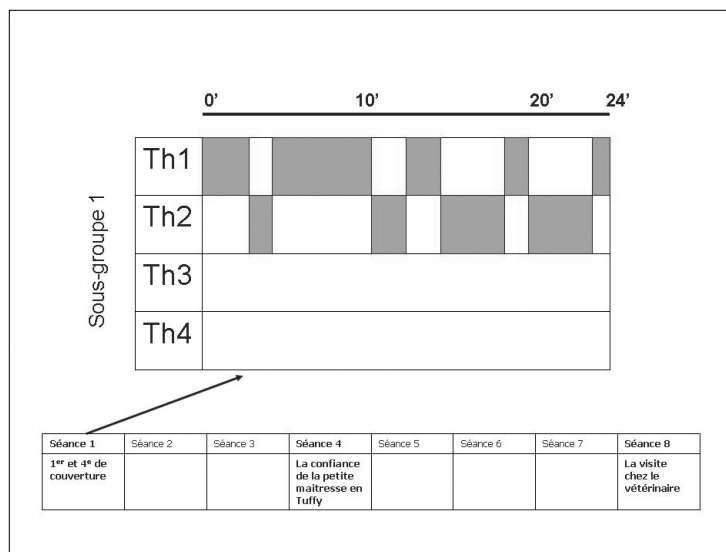 0' 10' 20' 24'
Sous-groupe 1
Th1
Th2
Th3
Th4
Séance 1 Séance 2 Séance 3 Séance 4 Séance 5 Séance 6 Séance 7 Séance 8
1er et 4e de
couverture
La confiance
de la petite
maitresse en
Tuffy
La visite
chez le
vétérinaire